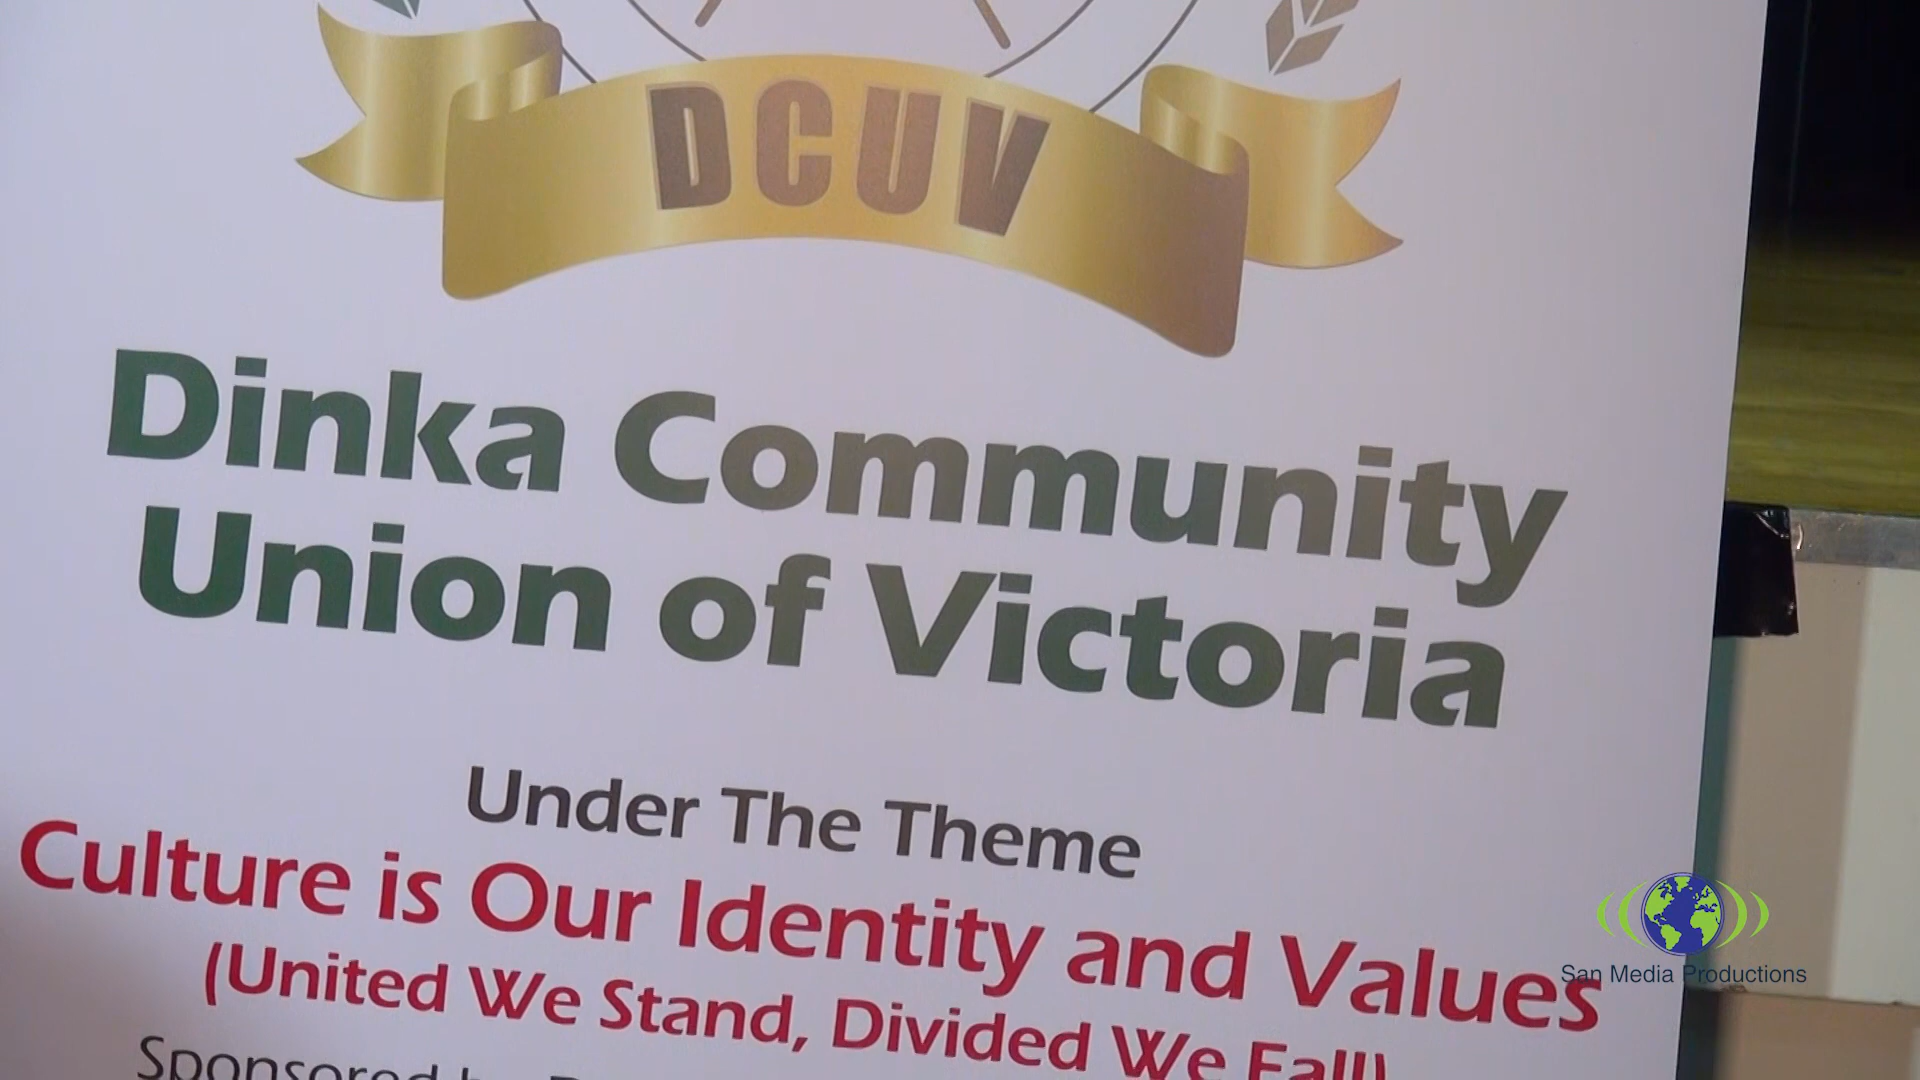 DCUV
Dinka Community
Union of Victoria
Under The Theme
Culture is Our Identity and Values
(United We Stand, Divided We Fall)
Sponsored
San Media Productions